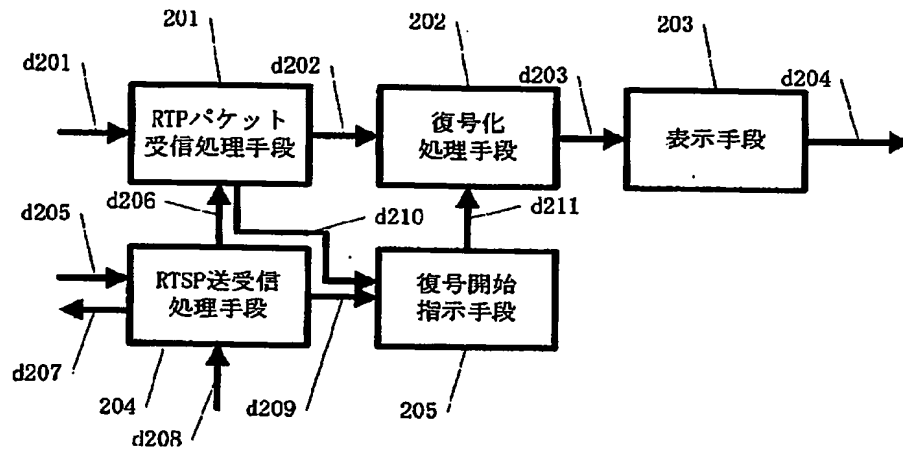 201
202
203
d201
d202
d203
d204
RTPパケット
受信処理手段
復号化
処理手段
表示手段
d206
d210
d211
d205
RTSP送受信
処理手段
復号開始
指示手段
d207
204
d208
d209
205